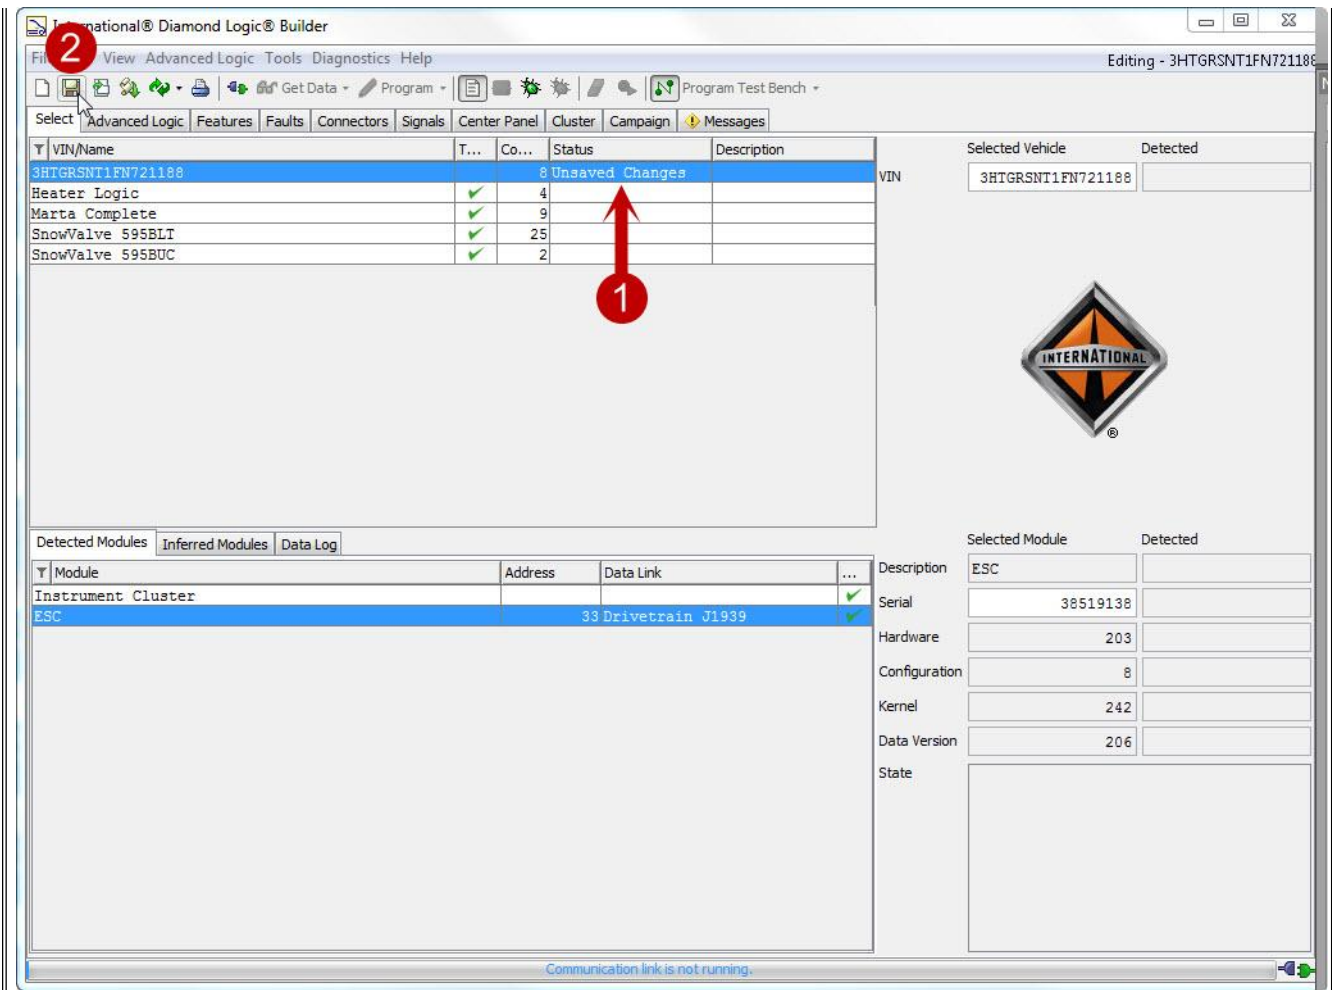 International® Diamond Logic® Builder
2
View Advanced Logic Tools Diagnostics Help
Editing - 3HTGRSNT1FN721188
Get Data Program Program Test Bench
Select Advanced Logic Features Faults Connectors Signals Center Panel Cluster Campaign Messages
VIN/Name T... Co... Status Description
3HTGRSNT1FN721188 8 Unsaved Changes
Heater Logic 4
Marta Complete 9
SnowValve 595BLT 25
SnowValve 595BUC 2
1
Selected Vehicle Detected
VIN 3HTGRSNT1FN721188
INTERNATIONAL
®
Detected Modules Inferred Modules Data Log
Module Address Data Link ...
Instrument Cluster
ESC 33 Drivetrain J1939
Selected Module Detected
Description ESC
Serial 38519138
Hardware 203
Configuration 8
Kernel 242
Data Version 206
State
Communication link is not running.